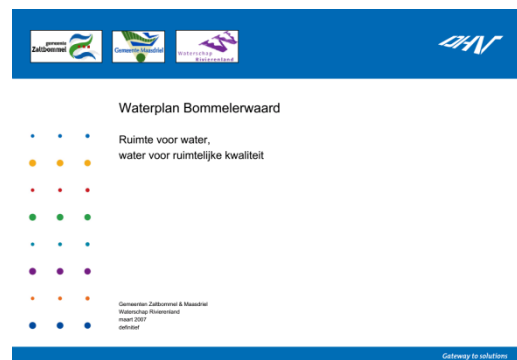 gemeente
Zaltbommel
Gemeente Maasdriel
Waterschap
Rivierenland
DHV
Waterplan Bommelerwaard
Ruimte voor water,
water voor ruimtelijke kwaliteit
Gemeenten Zaltbommel & Maasdriel
Waterschap Rivierenland
maart 2007
definitief
Gateway to solutions